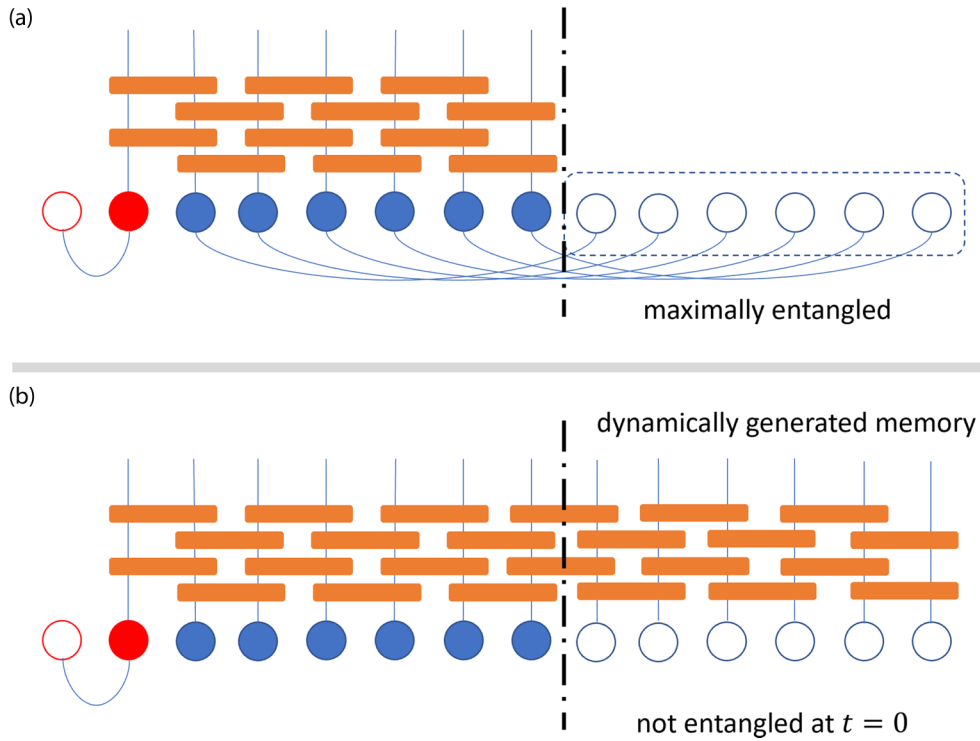 (a)
maximally entangled
(b)
dynamically generated memory
not entangled at t = 0